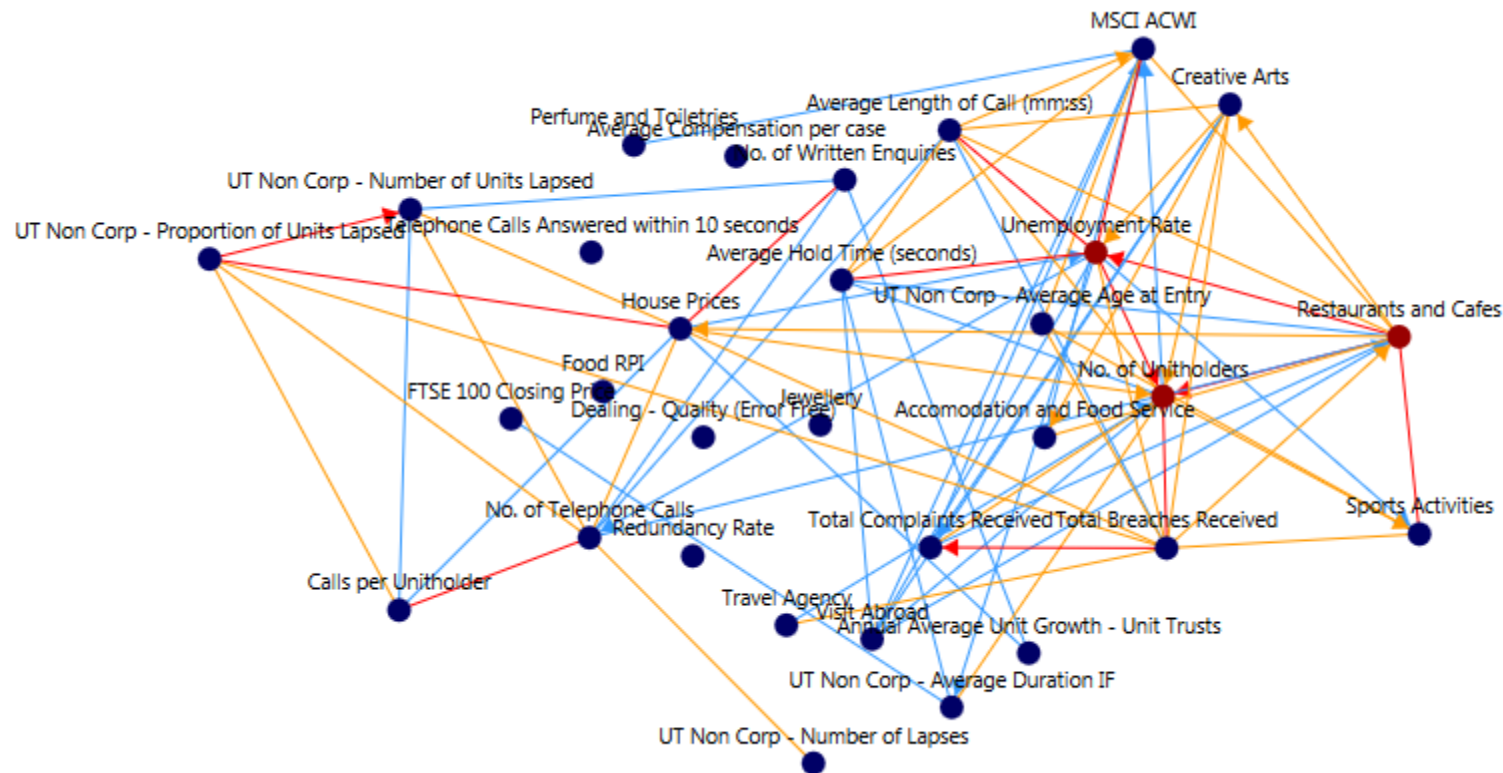 MSCI ACWI
Creative Arts
Average Length of Call (mm:ss)
Perfume and Toiletries
Average Compensation per case
No. of Written Enquiries
UT Non Corp - Number of Units Lapsed
Telephone Calls Answered within 10 seconds
Unemployment Rate
UT Non Corp - Proportion of Units Lapsed
Average Hold Time (seconds)
UT Non Corp - Average Age at Entry
House Prices
Restaurants and Cafes
Food RPI
No. of Unitholders
FTSE 100 Closing Price
Jewellery
Dealing - Quality (Error Free)
Accomodation and Food Service
No. of Telephone Calls
Sports Activities
Redundancy Rate
Total Complaints Received
Total Breaches Received
Calls per Unitholder
Travel Agency
Visit Abroad
Annual Average Unit Growth - Unit Trusts
UT Non Corp - Average Duration IF
UT Non Corp - Number of Lapses